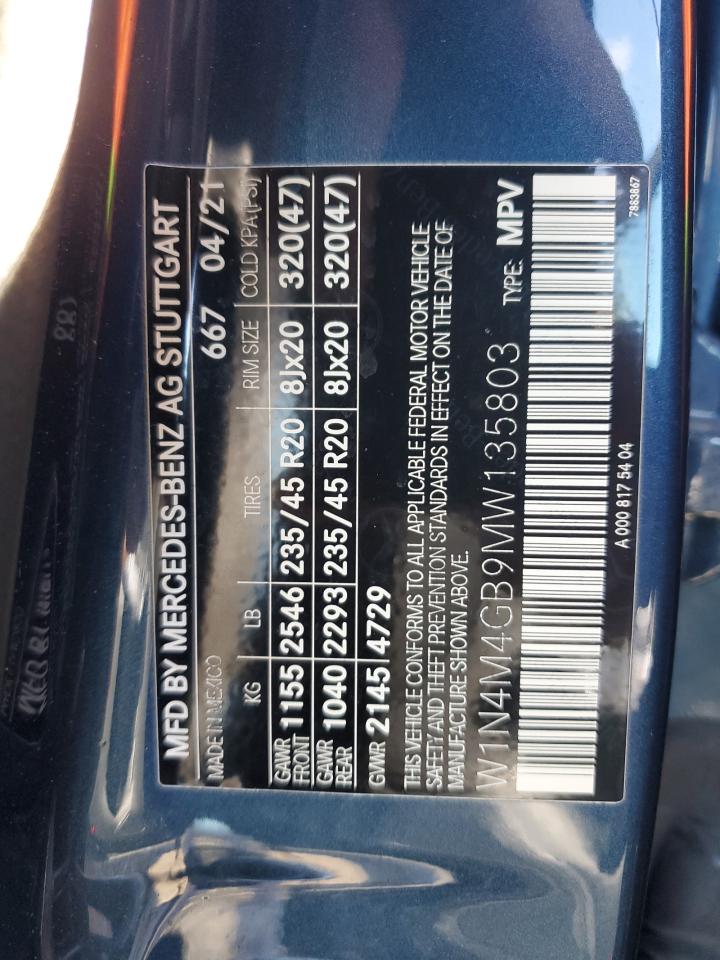 MFD BY MERCEDES-BENZ AG STUTTGART
MADE IN MEXICO 667 04/21
KG LB TIRES RIM SIZE COLD KPA(PSI)
GAWR FRONT 1155 2546 235/45 R20 8Jx20 320(47)
GAWR REAR 1040 2293 235/45 R20 8Jx20 320(47)
GVWR 2145 4729
THIS VEHICLE CONFORMS TO ALL APPLICABLE FEDERAL MOTOR VEHICLE
SAFETY AND THEFT PREVENTION STANDARDS IN EFFECT ON THE DATE OF
MANUFACTURE SHOWN ABOVE.
W1N4M4GB9MW135803 TYPE: MPV
A 000 817 54 04 7883867